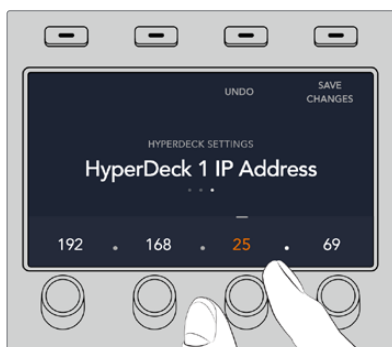 UNDO
SAVE
CHANGES
HYPERDECK SETTINGS
HyperDeck 1 IP Address
192 . 168 . 25 . 69